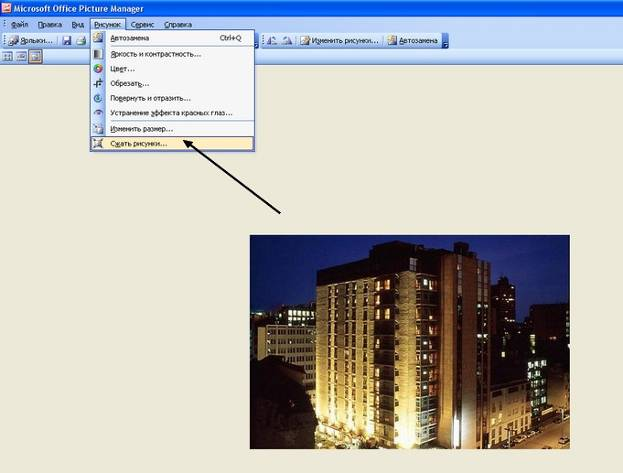 Microsoft Office Picture Manager
Файл Правка Вид Рисунок Сервис Справка
Ярлыки... Изменить рисунки... Автозамена
Автозамена Ctrl+Q
Яркость и контрастность...
Цвет...
Обрезать...
Повернуть и отразить...
Устранение эффекта красных глаз...
Изменить размер...
Сжать рисунки...